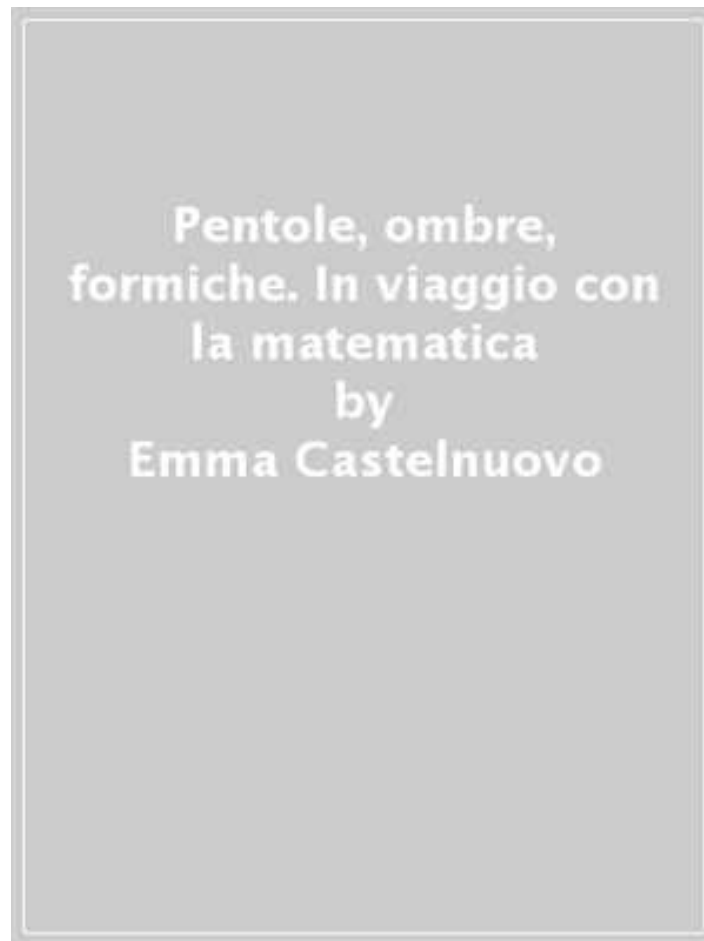 Pentole, ombre,
formiche. In viaggio con
la matematica
by
Emma Castelnuovo